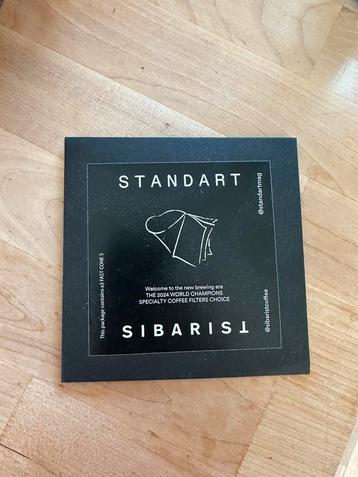 STANDART
Welcome to the new brewing era
THE 2024 WORLD CHAMPIONS
SPECIALTY COFFEE FILTERS CHOICE
SIBARIST
This package contains x3 FAST CONE S
@standartmag
@sibaristcoffee